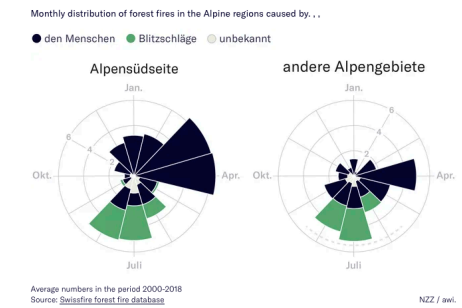 Monthly distribution of forest fires in the Alpine regions caused by. , ,
den Menschen Blitzschläge unbekannt
Alpensüdseite andere Alpengebiete
Jan. Jan.
6 4 2 6 4 2
Okt. Apr. Okt. Apr.
Juli Juli
Average numbers in the period 2000-2018
Source: Swissfire forest fire database NZZ / awi.